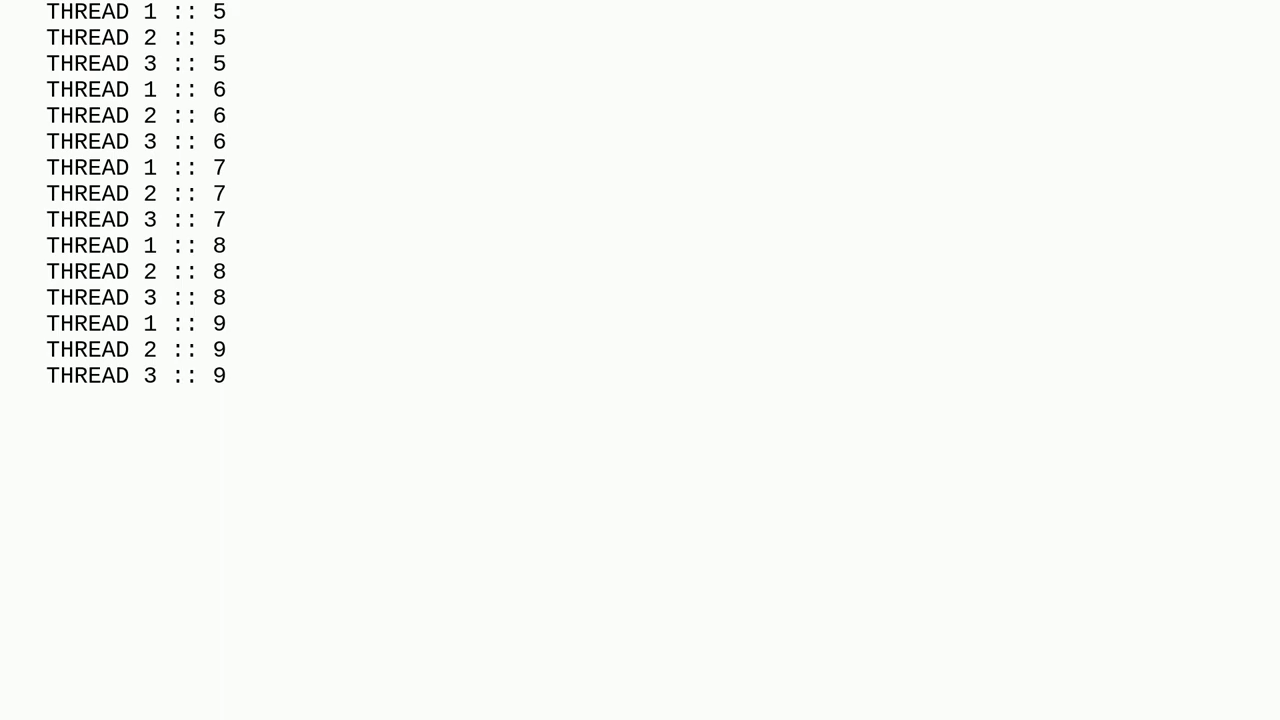 THREAD 1 :: 5
THREAD 2 :: 5
THREAD 3 :: 5
THREAD 1 :: 6
THREAD 2 :: 6
THREAD 3 :: 6
THREAD 1 :: 7
THREAD 2 :: 7
THREAD 3 :: 7
THREAD 1 :: 8
THREAD 2 :: 8
THREAD 3 :: 8
THREAD 1 :: 9
THREAD 2 :: 9
THREAD 3 :: 9